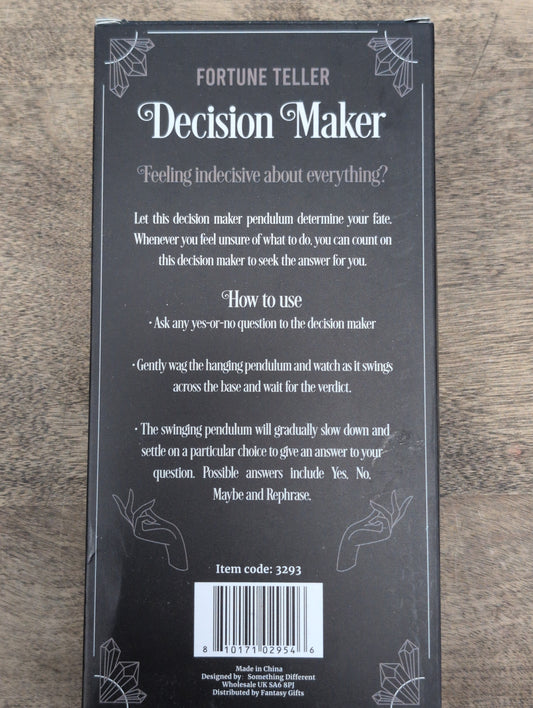 FORTUNE TELLER
Decision Maker
Feeling indecisive about everything?
Let this decision maker pendulum determine your fate.
Whenever you feel unsure of what to do, you can count on
this decision maker to seek the answer for you.
How to use
· Ask any yes-or-no question to the decision maker
· Gently wag the hanging pendulum and watch as it swings
across the base and wait for the verdict.
· The swinging pendulum will gradually slow down and
settle on a particular choice to give an answer to your
question. Possible answers include Yes, No,
Maybe and Rephrase.
Item code: 3293
8 10171 02954 6
Made in China
Designed by: Something Different
Wholesale UK SA6 8PJ
Distributed by Fantasy Gifts